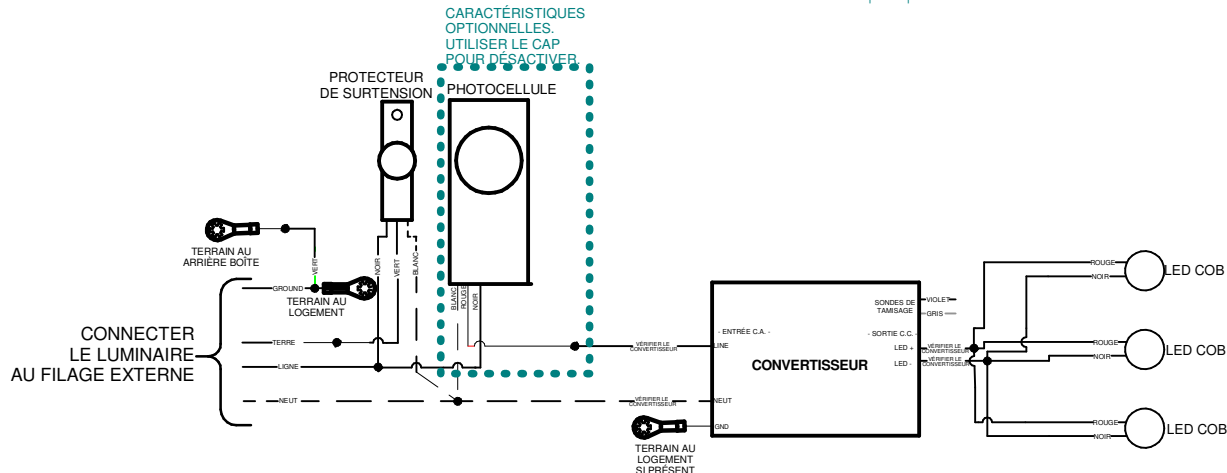 CARACTÉRISTIQUES
OPTIONNELLES.
UTILISER LE CAP
POUR DÉSACTIVER.
PROTECTEUR
DE SURTENSION
PHOTOCELLULE
TERRAIN AU
ARRIÈRE BOÎTE
VERT
NOIR
VERT
BLANC
BLANC
ROUGE
NOIR
GROUND
TERRAIN AU
LOGEMENT
CONNECTER
LE LUMINAIRE
AU FILAGE EXTERNE
TERRE
LIGNE
NEUT
VÉRIFIER LE
CONVERTISSEUR
VÉRIFIER LE
CONVERTISSEUR
TERRAIN AU
LOGEMENT
SI PRÉSENT
- ENTRÉE C.A. -
LINE
NEUT
GND
CONVERTISSEUR
SONDES DE
TAMISAGE
- SORTIE C.C. -
LED +
LED -
VIOLET
GRIS
VÉRIFIER LE
CONVERTISSEUR
VÉRIFIER LE
CONVERTISSEUR
ROUGE
NOIR
LED COB
ROUGE
NOIR
LED COB
ROUGE
NOIR
LED COB